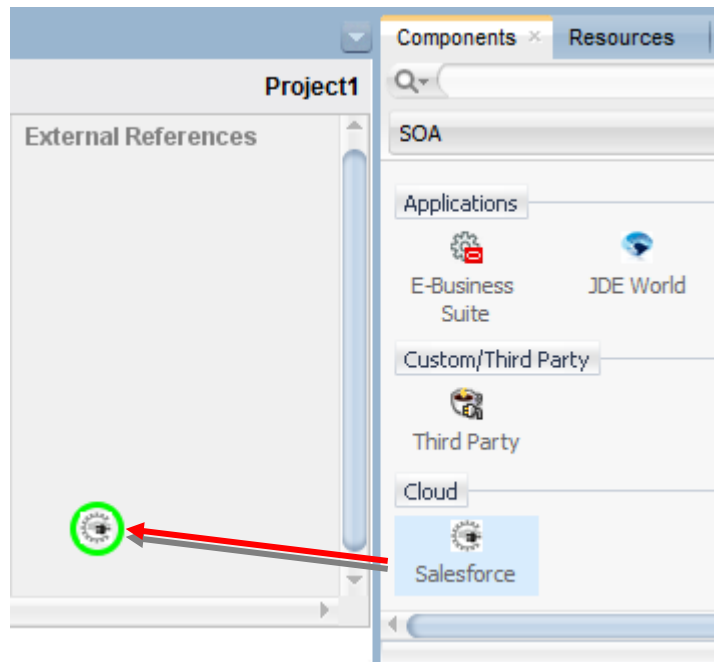 Components
Resources
Project1
External References
SOA
Applications
E-Business
Suite
JDE World
Custom/Third Party
Third Party
Cloud
Salesforce